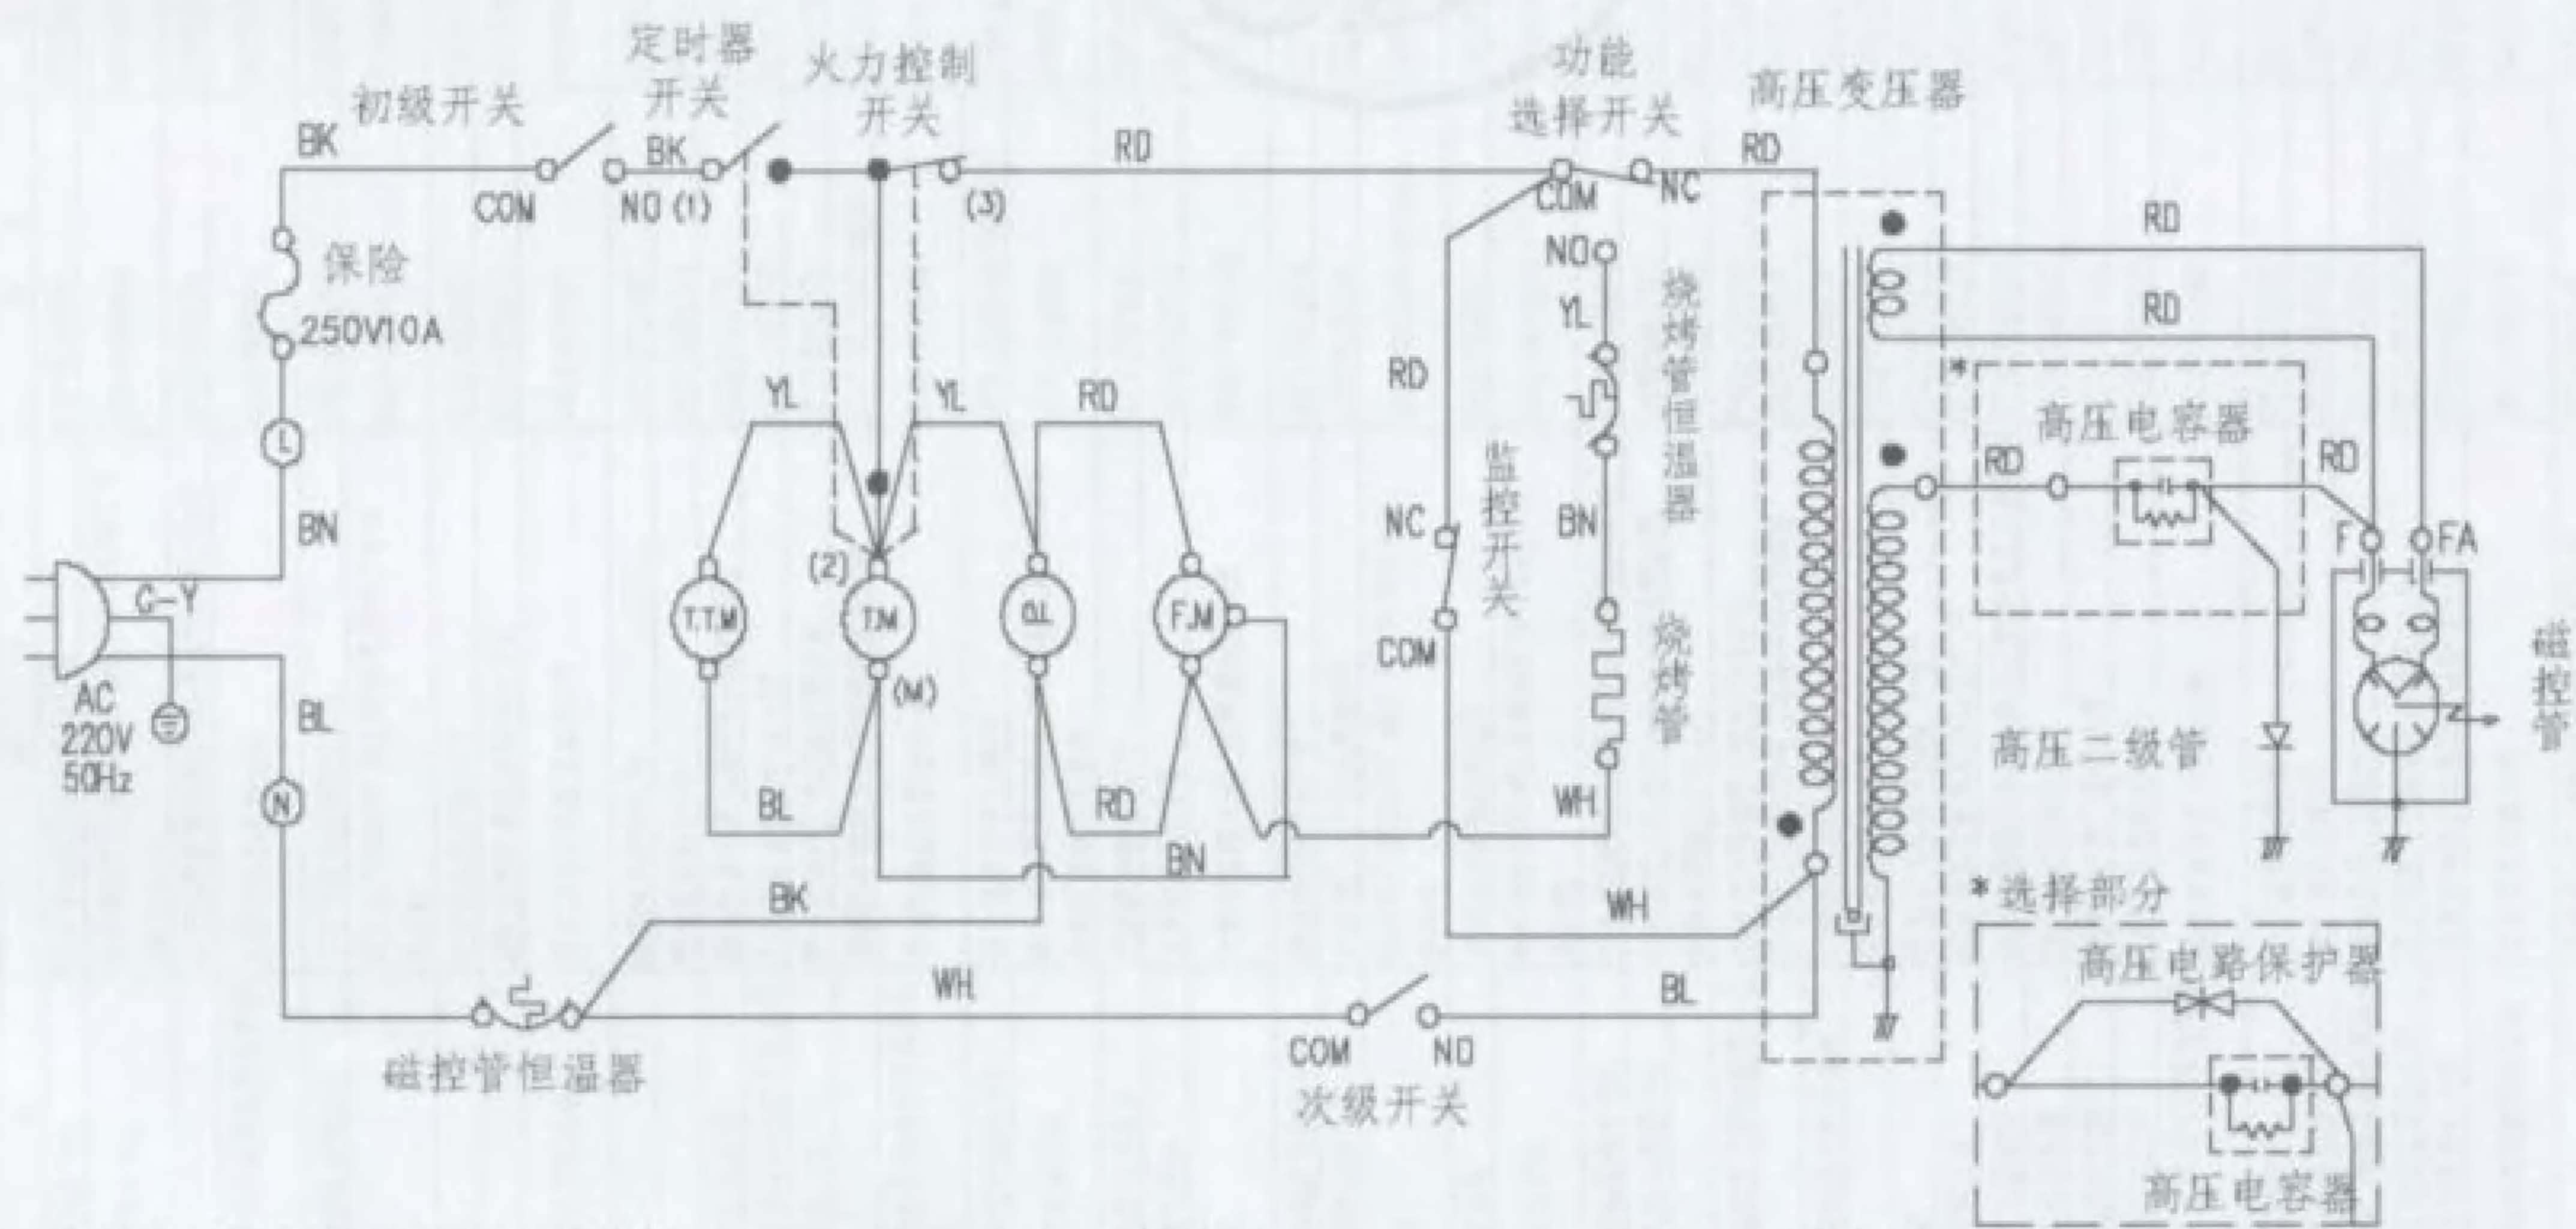 定时器
开关
火力控制
开关
初级开关
功能
选择开关
高压变压器
BK
BK
RD
RD
COM
NO (1)
(3)
COM
NC
RD
NO
保险
250V10A
YL
烧烤管恒温器
RD
YL
YL
RD
RD
*
高压电容器
L
监控开关
RD
RD
BN
NC
BN
F
FA
G-Y
(2)
T.T.M
T.M
O.L
F.M
COM
烧烤管
磁控管
(M)
AC
220V
50Hz
BL
高压二级管
N
BL
RD
WH
BN
BK
WH
*选择部分
WH
BL
高压电路保护器
磁控管恒温器
COM
NO
次级开关
高压电容器